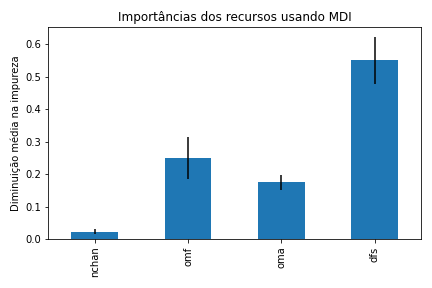 Importâncias dos recursos usando MDI
Diminuição média na impureza
0.6
0.5
0.4
0.3
0.2
0.1
0.0
nchan
omf
oma
dfs